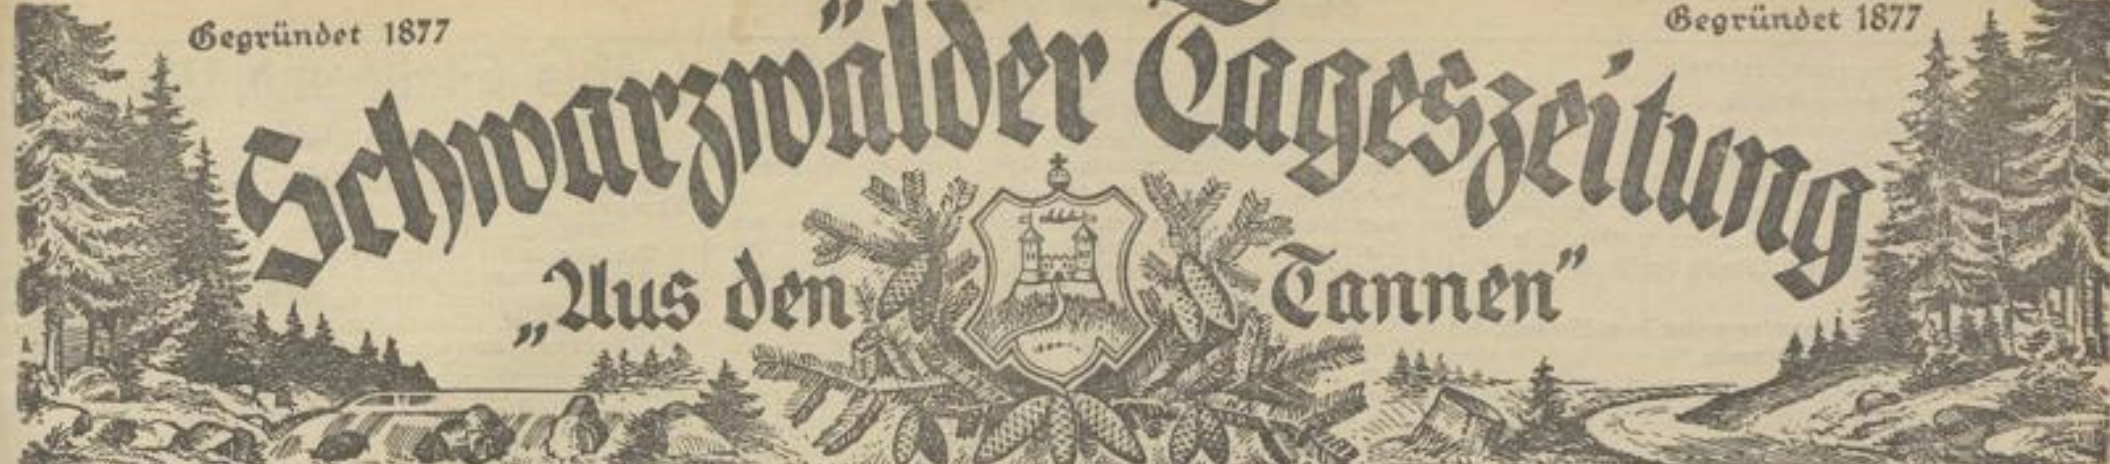 Gegründet 1877
Gegründet 1877
Schwarzwälder Tageszeitung
„Aus den Tannen"